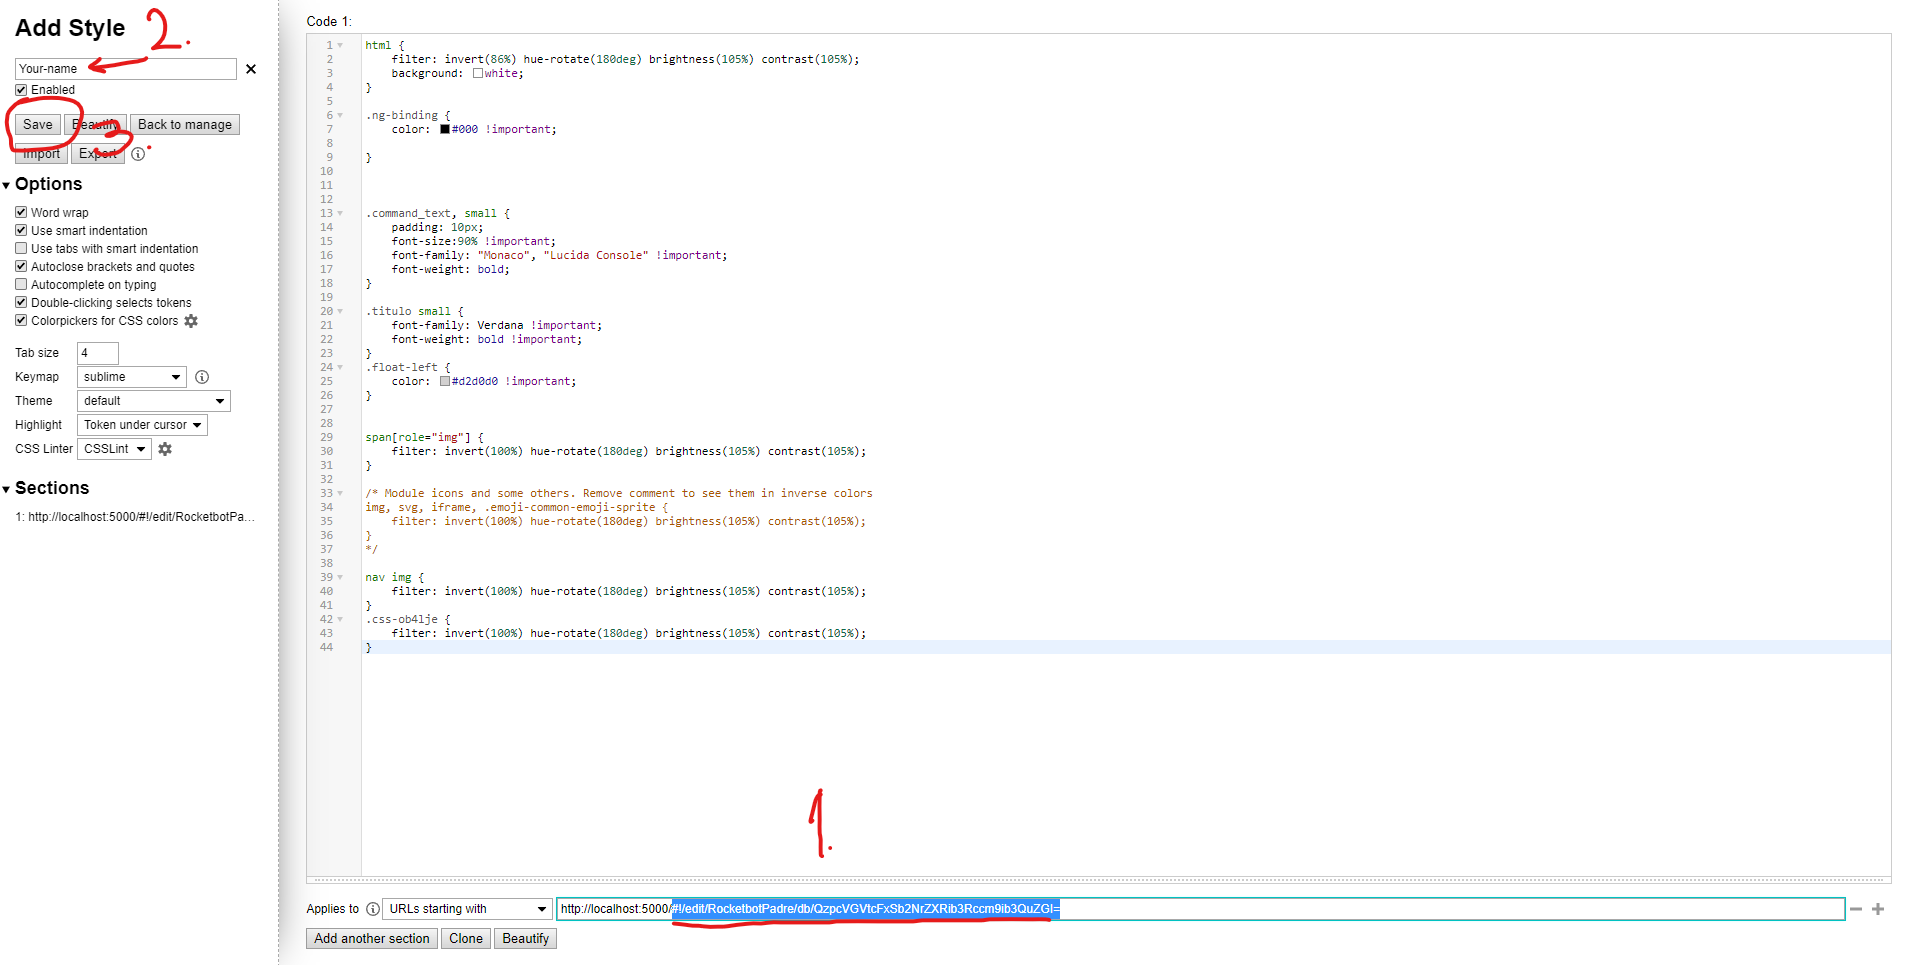 Add Style
2.
Your-name
Enabled
Save Beautify Back to manage
3.
Import Export
Options
Word wrap
Use smart indentation
Use tabs with smart indentation
Autoclose brackets and quotes
Autocomplete on typing
Double-clicking selects tokens
Colorpickers for CSS colors
Tab size 4
Keymap sublime
Theme default
Highlight Token under cursor
CSS Linter CSSLint
Sections
1: http://localhost:5000/#!/edit/RocketbotPa...
Code 1:
1 html {
2 filter: invert(86%) hue-rotate(180deg) brightness(105%) contrast(105%);
3 background: white;
4 }
5
6 .ng-binding {
7 color: #000 !important;
8
9 }
10
11
12
13 .command_text, small {
14 padding: 10px;
15 font-size:90% !important;
16 font-family: "Monaco", "Lucida Console" !important;
17 font-weight: bold;
18 }
19
20 .titulo small {
21 font-family: Verdana !important;
22 font-weight: bold !important;
23 }
24 .float-left {
25 color: #d2d0d0 !important;
26 }
27
28
29 span[role="img"] {
30 filter: invert(100%) hue-rotate(180deg) brightness(105%) contrast(105%);
31 }
32
33 /* Module icons and some others. Remove comment to see them in inverse colors
34 img, svg, iframe, .emoji-common-emoji-sprite {
35 filter: invert(100%) hue-rotate(180deg) brightness(105%) contrast(105%);
36 }
37 */
38
39 nav img {
40 filter: invert(100%) hue-rotate(180deg) brightness(105%) contrast(105%);
41 }
42 .css-ob4lje {
43 filter: invert(100%) hue-rotate(180deg) brightness(105%) contrast(105%);
44 }
1.
Applies to URLs starting with http://localhost:5000/#!/edit/RocketbotPadre/db/QzpcVGVtcFxSb2NrZXRib3Rccm9ib3QuZGI=
Add another section Clone Beautify